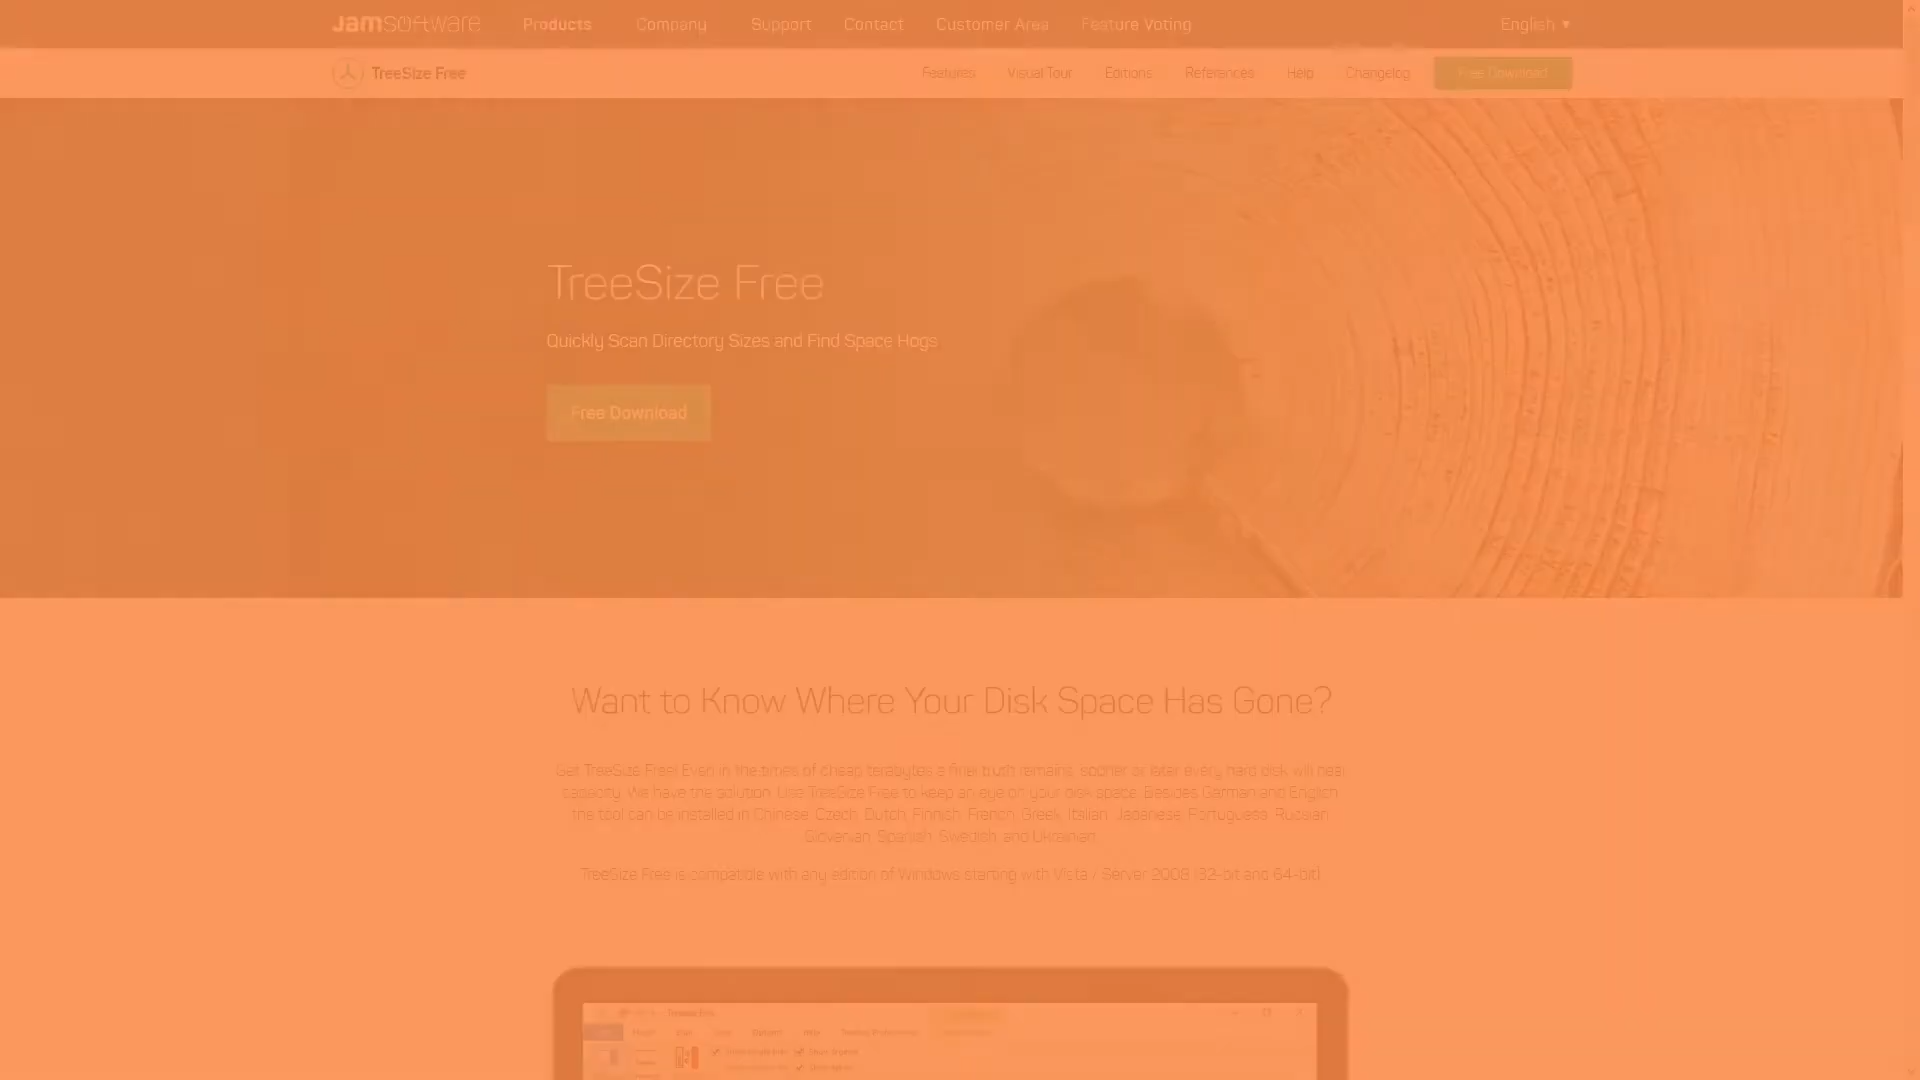 JAMSoftware Products Company Support Contact Customer Area Feature Voting English
TreeSize Free Features Visual Tour Editions References Help Changelog Free Download
TreeSize Free
Quickly Scan Directory Sizes and Find Space Hogs
Free Download
Want to Know Where Your Disk Space Has Gone?
Get TreeSize Free! Even in the times of cheap terabytes a final truth remains, sooner or later every hard disk will near
capacity. We have the solution: Use TreeSize Free to keep an eye on your disk space. Besides German and English,
the tool can be installed in Chinese, Czech, Dutch, Finnish, French, Greek, Italian, Japanese, Portuguese, Russian,
Slovenian, Spanish, Swedish, and Ukrainian.
TreeSize Free is compatible with any edition of Windows starting with Vista / Server 2008 (32-bit and 64-bit).
TreeSize Free
Help